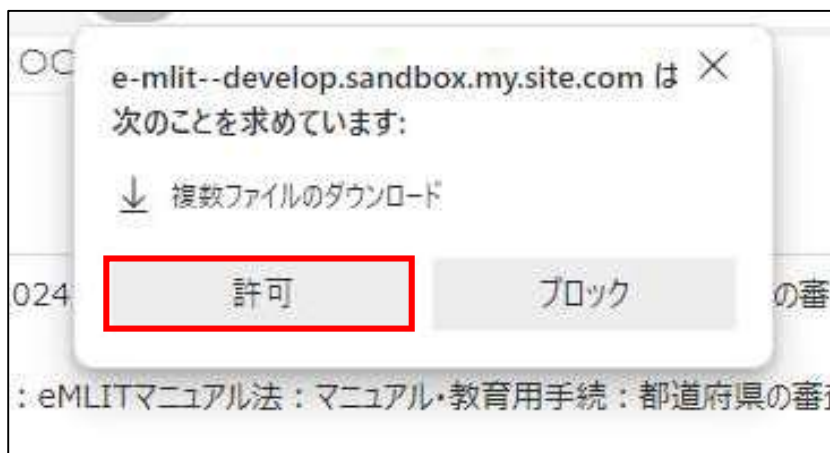 〇〇
e-mlit--develop.sandbox.my.site.com は
次のことを求めています:
複数ファイルのダウンロード
024
許可
ブロック
の審
：eMLITマニュアル法：マニュアル・教育用手続：都道府県の審査